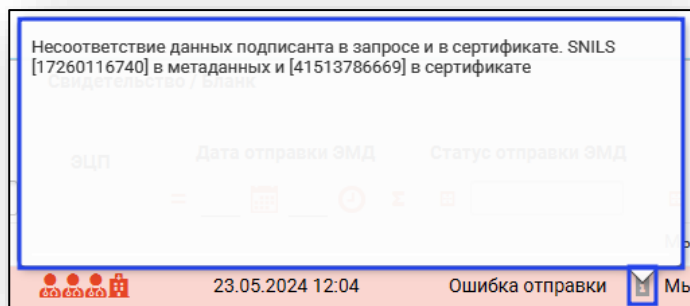 Несоответствие данных подписанта в запросе и в сертификате. SNILS
[17260116740] в метаданных и [41513786669] в сертификате
Свидетельство / Бланк
ЭЦП
Дата отправки ЭМД
Статус отправки ЭМД
=
Σ
23.05.2024 12:04
Ошибка отправки